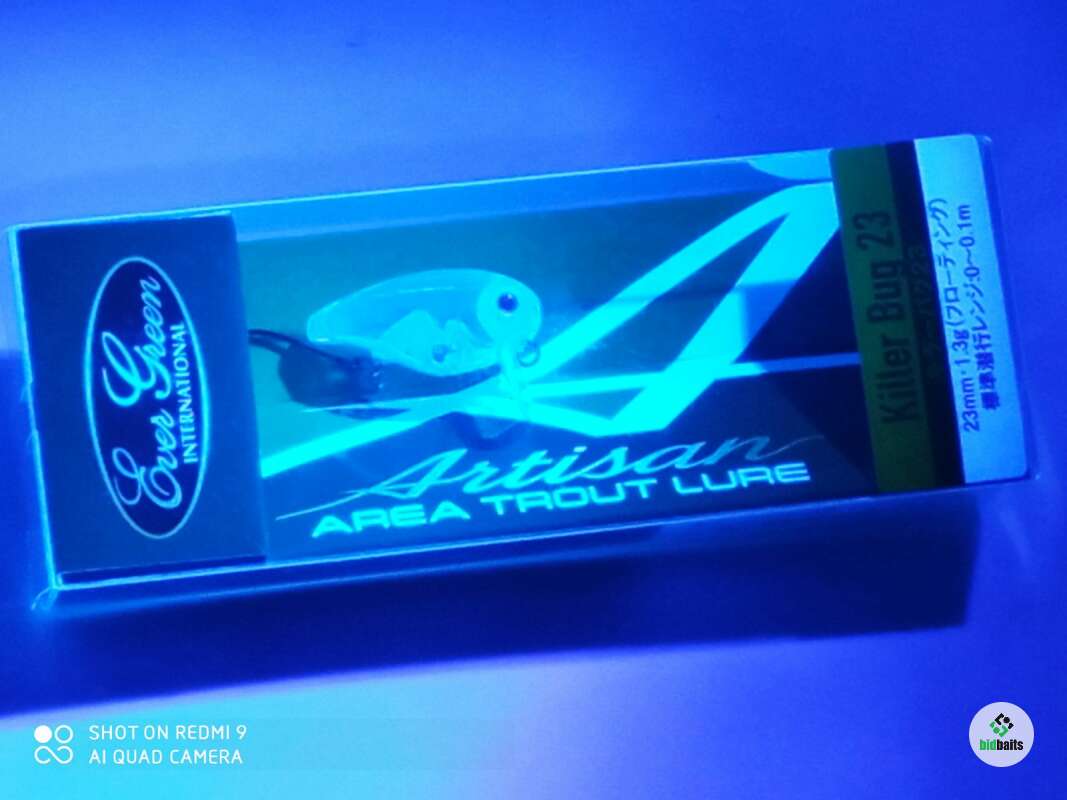 Ever Green
INTERNATIONAL
Artisan
AREA TROUT LURE
Killer Bug 23
23mm・1.3g(フローティング)
標準潜行レンジ:0〜0.1m
SHOT ON REDMI 9
AI QUAD CAMERA
bidbaits